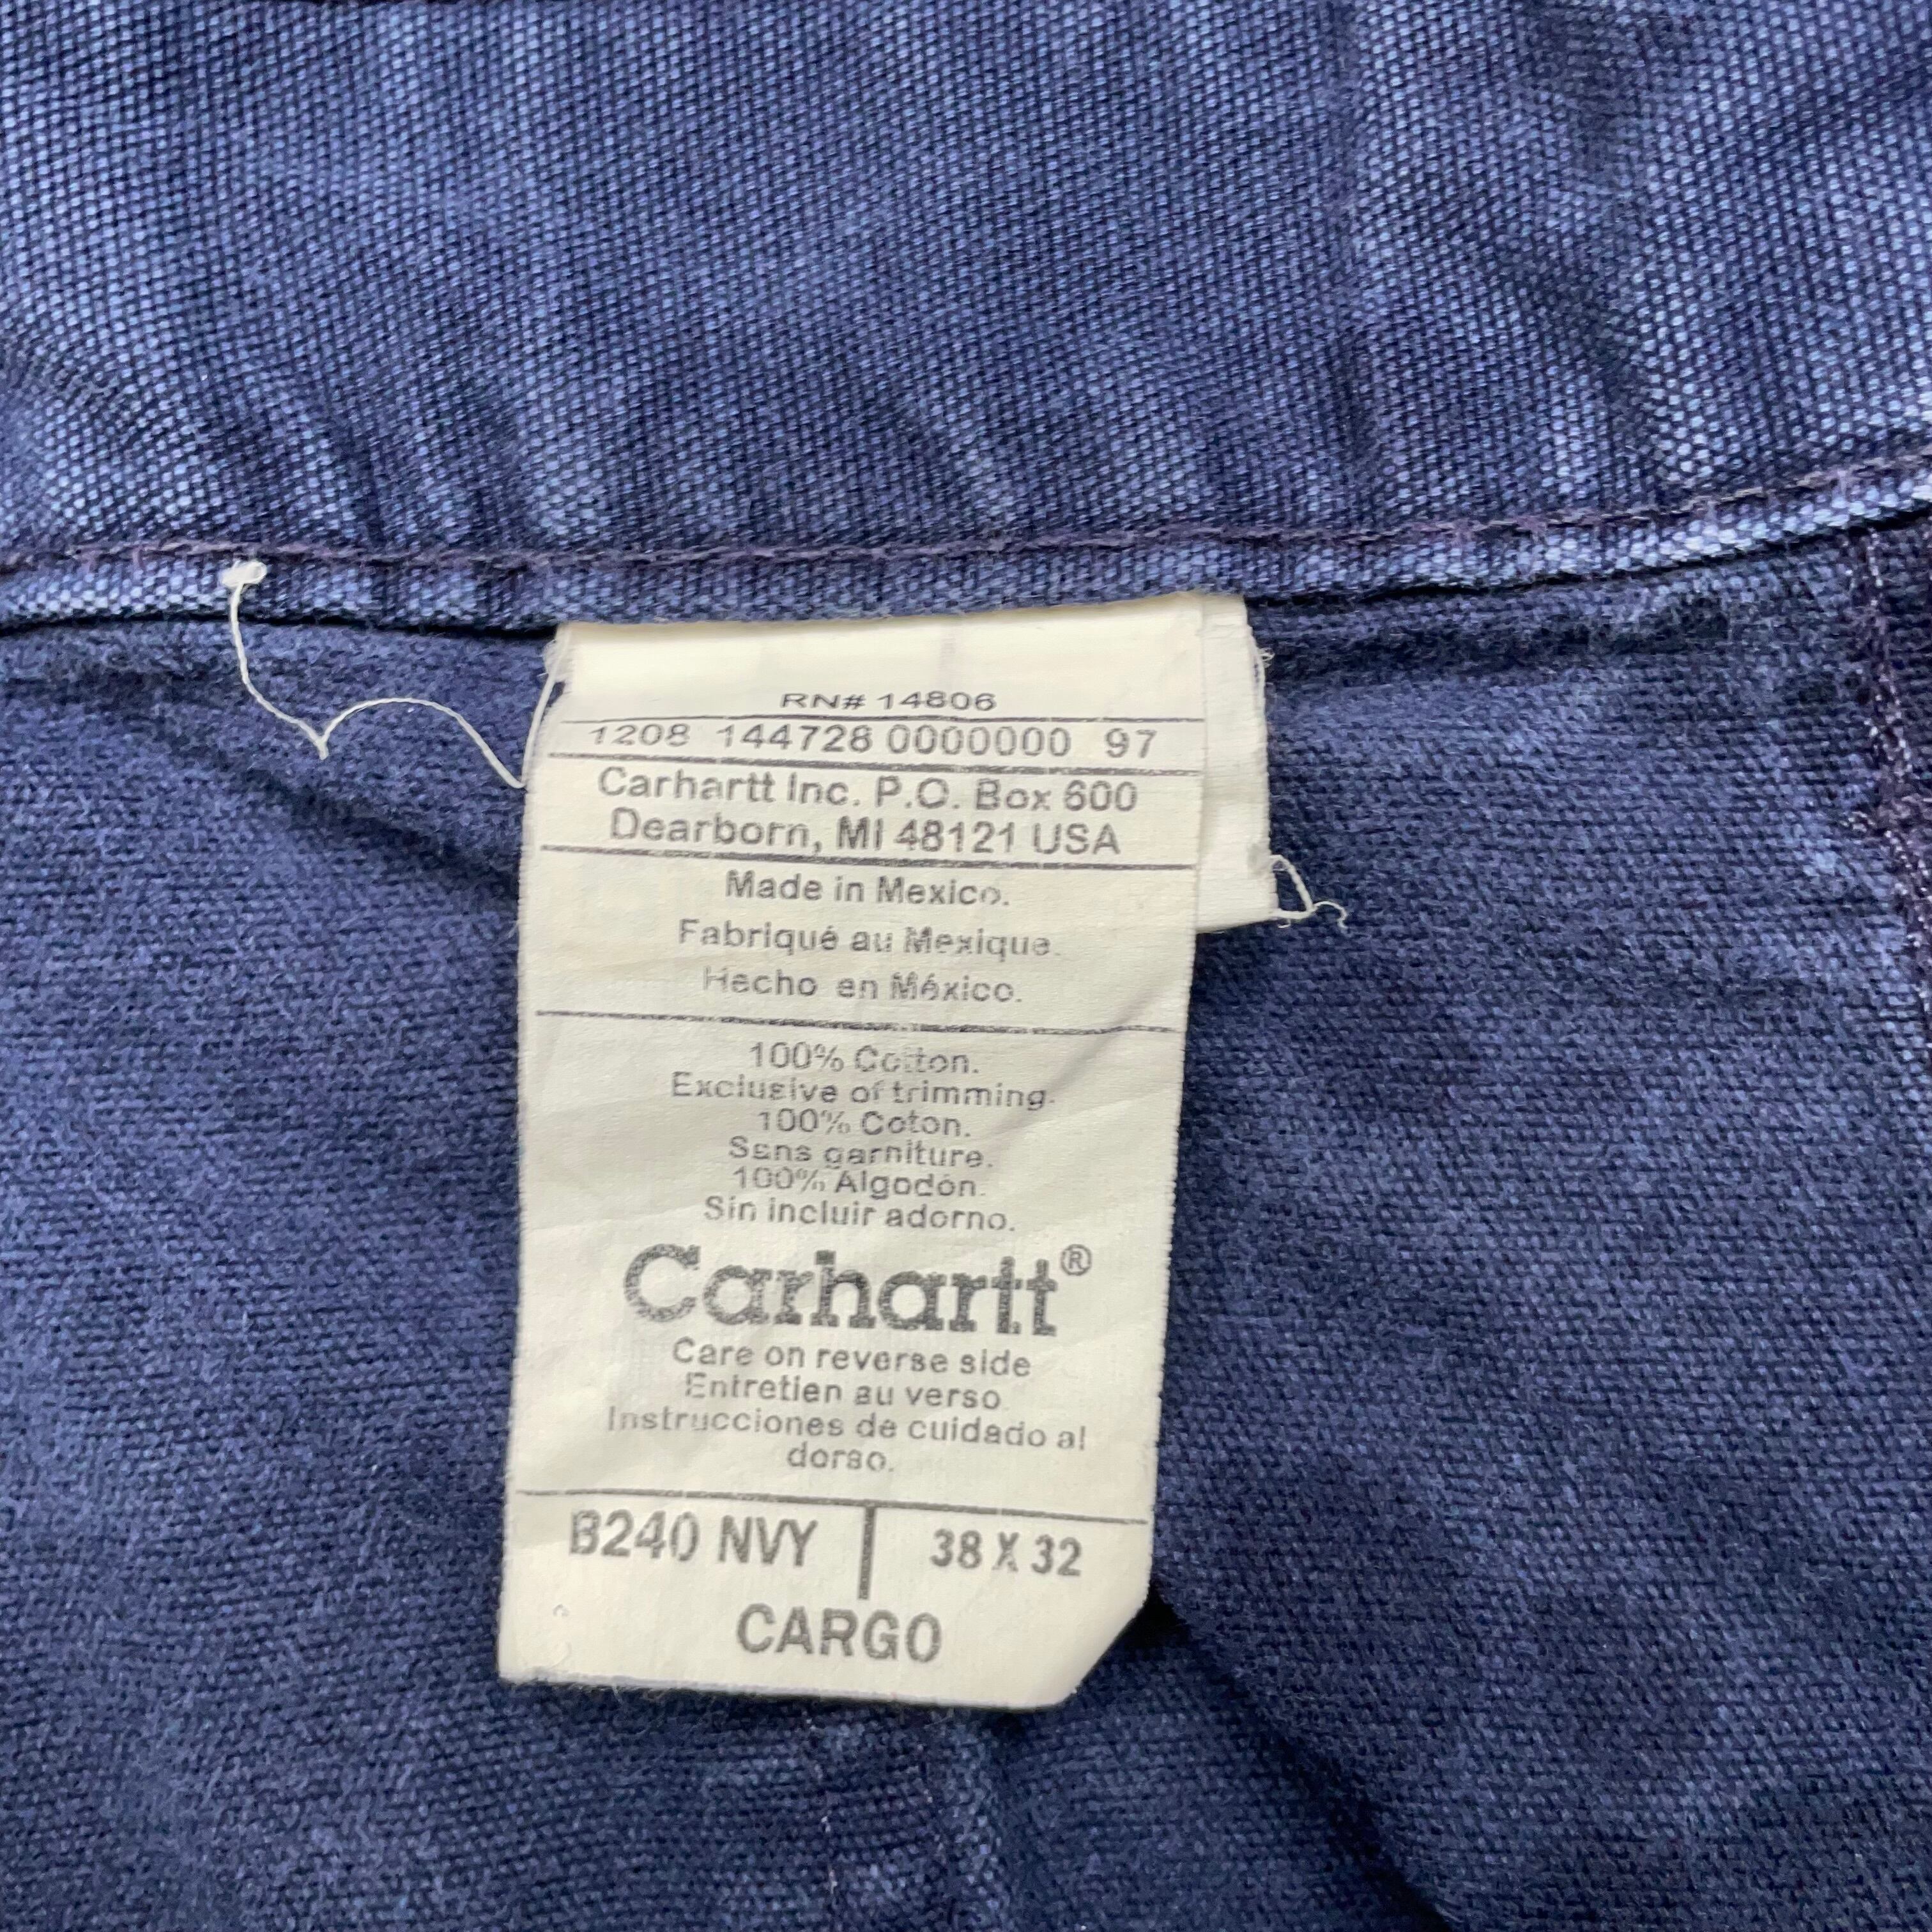 RN# 14806
1208 144728 0000000 97
Carhartt Inc. P.O. Box 600
Dearborn, MI 48121 USA
Made in Mexico.
Fabriqué au Mexique.
Hecho en México.
100% Cotton.
Exclusive of trimming.
100% Coton.
Sans garniture.
100% Algodón.
Sin incluir adorno.
Carhartt®
Care on reverse side
Entretien au verso
Instrucciones de cuidado al
dorso.
B240 NVY 38 X 32
CARGO